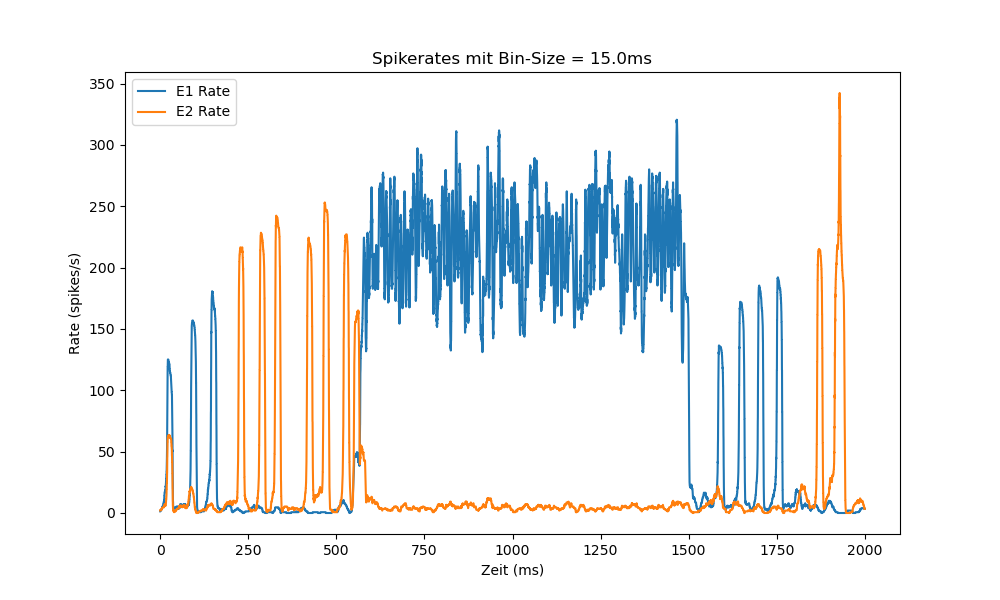 Spikerates mit Bin-Size = 15.0ms
E1 Rate
E2 Rate
350
300
250
200
150
100
50
0
Rate (spikes/s)
0 250 500 750 1000 1250 1500 1750 2000
Zeit (ms)